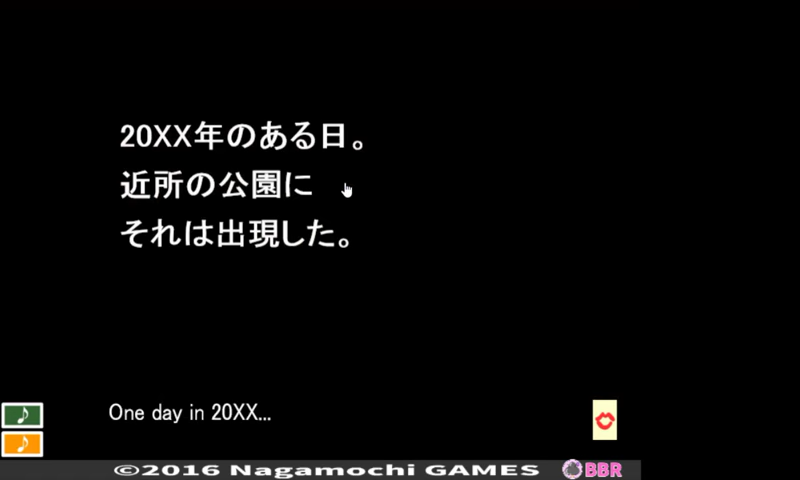 20XX年のある日。
近所の公園に
それは出現した。
One day in 20XX...
©2016 Nagamochi GAMES
BBR